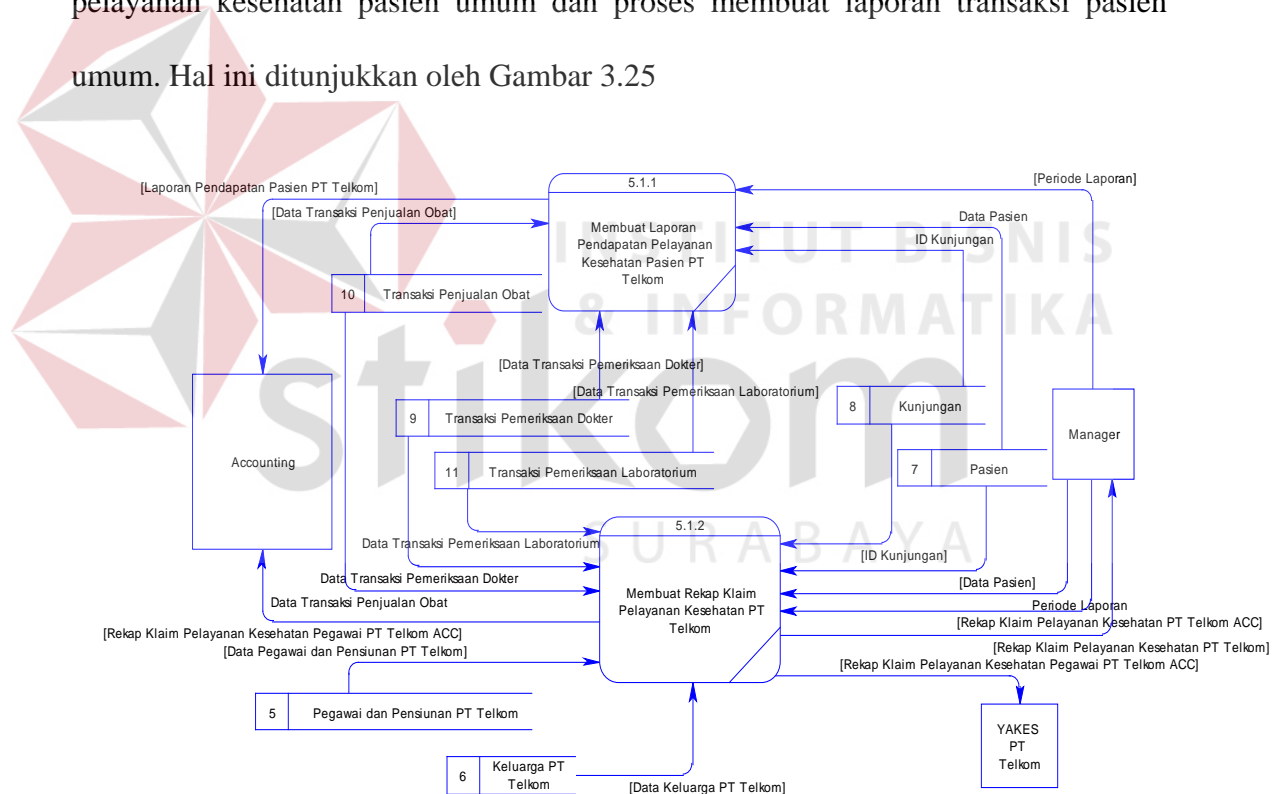 pelayanan kesehatan pasien umum dan proses membuat laporan transaksi pasien
umum. Hal ini ditunjukkan oleh Gambar 3.25
5.1.1
[Laporan Pendapatan Pasien PT Telkom]
[Periode Laporan]
[Data Transaksi Penjualan Obat]
Data Pasien
Membuat Laporan
Pendapatan Pelayanan
Kesehatan Pasien PT
Telkom
ID Kunjungan
INSTITUT BISNIS
& INFORMATIKA
stikom
SURABAYA
10 Transaksi Penjualan Obat
[Data Transaksi Pemeriksaan Dokter]
[Data Transaksi Pemeriksaan Laboratorium]
9 Transaksi Pemeriksaan Dokter
8 Kunjungan
Manager
Accounting
11 Transaksi Pemeriksaan Laboratorium
7 Pasien
5.1.2
Data Transaksi Pemeriksaan Laboratorium
[ID Kunjungan]
Data Transaksi Pemeriksaan Dokter
[Data Pasien]
Membuat Rekap Klaim
Pelayanan Kesehatan PT
Telkom
Data Transaksi Penjualan Obat
Periode Laporan
[Rekap Klaim Pelayanan Kesehatan Pegawai PT Telkom ACC]
[Rekap Klaim Pelayanan Kesehatan PT Telkom ACC]
[Data Pegawai dan Pensiunan PT Telkom]
[Rekap Klaim Pelayanan Kesehatan PT Telkom]
[Rekap Klaim Pelayanan Kesehatan Pegawai PT Telkom ACC]
5 Pegawai dan Pensiunan PT Telkom
YAKES
PT
Telkom
6 Keluarga PT
Telkom
[Data Keluarga PT Telkom]